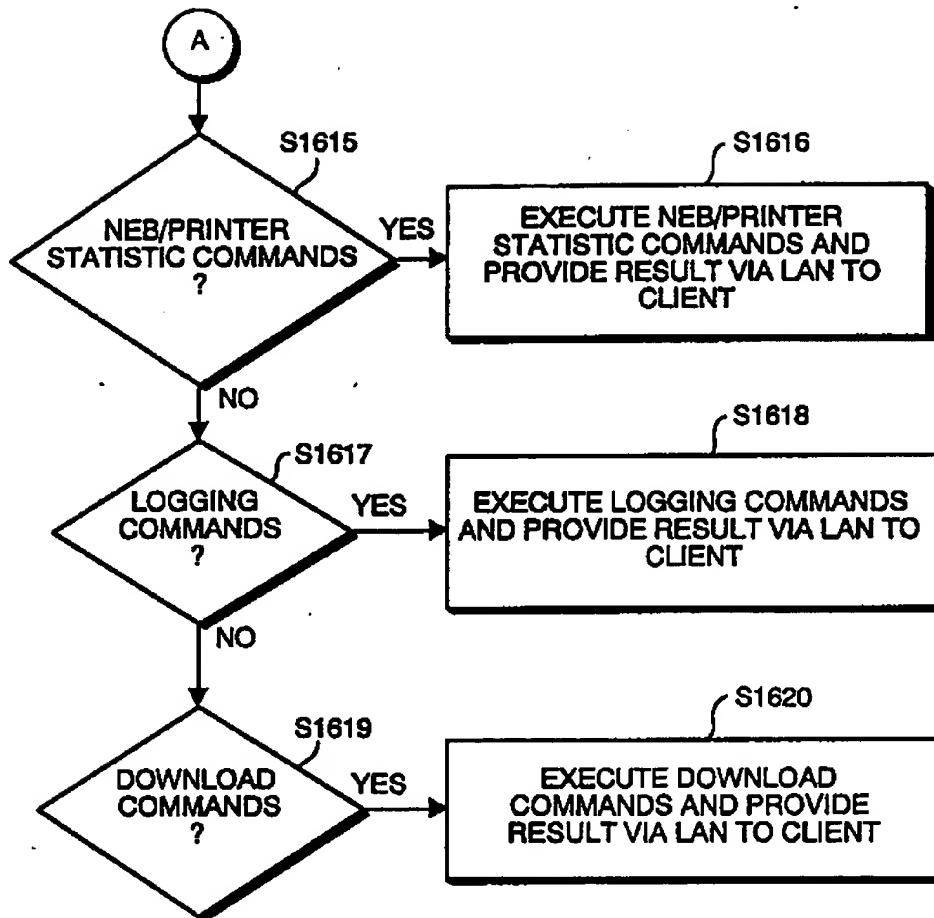 A
S1615
NEB/PRINTER
STATISTIC COMMANDS
?
YES
S1616
EXECUTE NEB/PRINTER
STATISTIC COMMANDS AND
PROVIDE RESULT VIA LAN TO
CLIENT
NO
S1617
LOGGING
COMMANDS
?
YES
S1618
EXECUTE LOGGING COMMANDS
AND PROVIDE RESULT VIA LAN TO
CLIENT
NO
S1619
DOWNLOAD
COMMANDS
?
YES
S1620
EXECUTE DOWNLOAD
COMMANDS AND PROVIDE
RESULT VIA LAN TO CLIENT